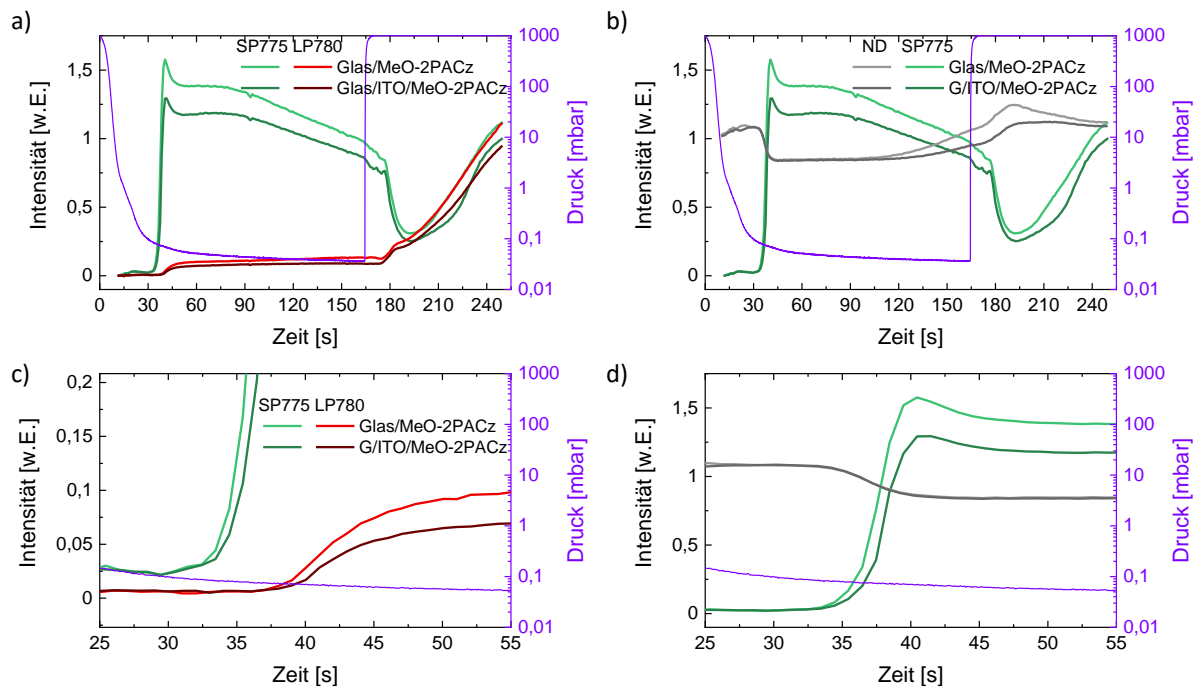 a)
SP775 LP780
Glas/MeO-2PACz
Glas/ITO/MeO-2PACz
Intensität [w.E.]
1,5
1
0,5
0
0 30 60 90 120 150 180 210 240
Zeit [s]
1000
100
10
1
0,1
0,01
Druck [mbar]
b)
ND SP775
Glas/MeO-2PACz
G/ITO/MeO-2PACz
Intensität [w.E.]
1,5
1
0,5
0
0 30 60 90 120 150 180 210 240
Zeit [s]
1000
100
10
1
0,1
0,01
Druck [mbar]
c)
SP775 LP780
Glas/MeO-2PACz
G/ITO/MeO-2PACz
Intensität [w.E.]
0,2
0,15
0,1
0,05
0
25 30 35 40 45 50 55
Zeit [s]
1000
100
10
1
0,1
0,01
Druck [mbar]
d)
Intensität [w.E.]
1,5
1
0,5
0
25 30 35 40 45 50 55
Zeit [s]
1000
100
10
1
0,1
0,01
Druck [mbar]